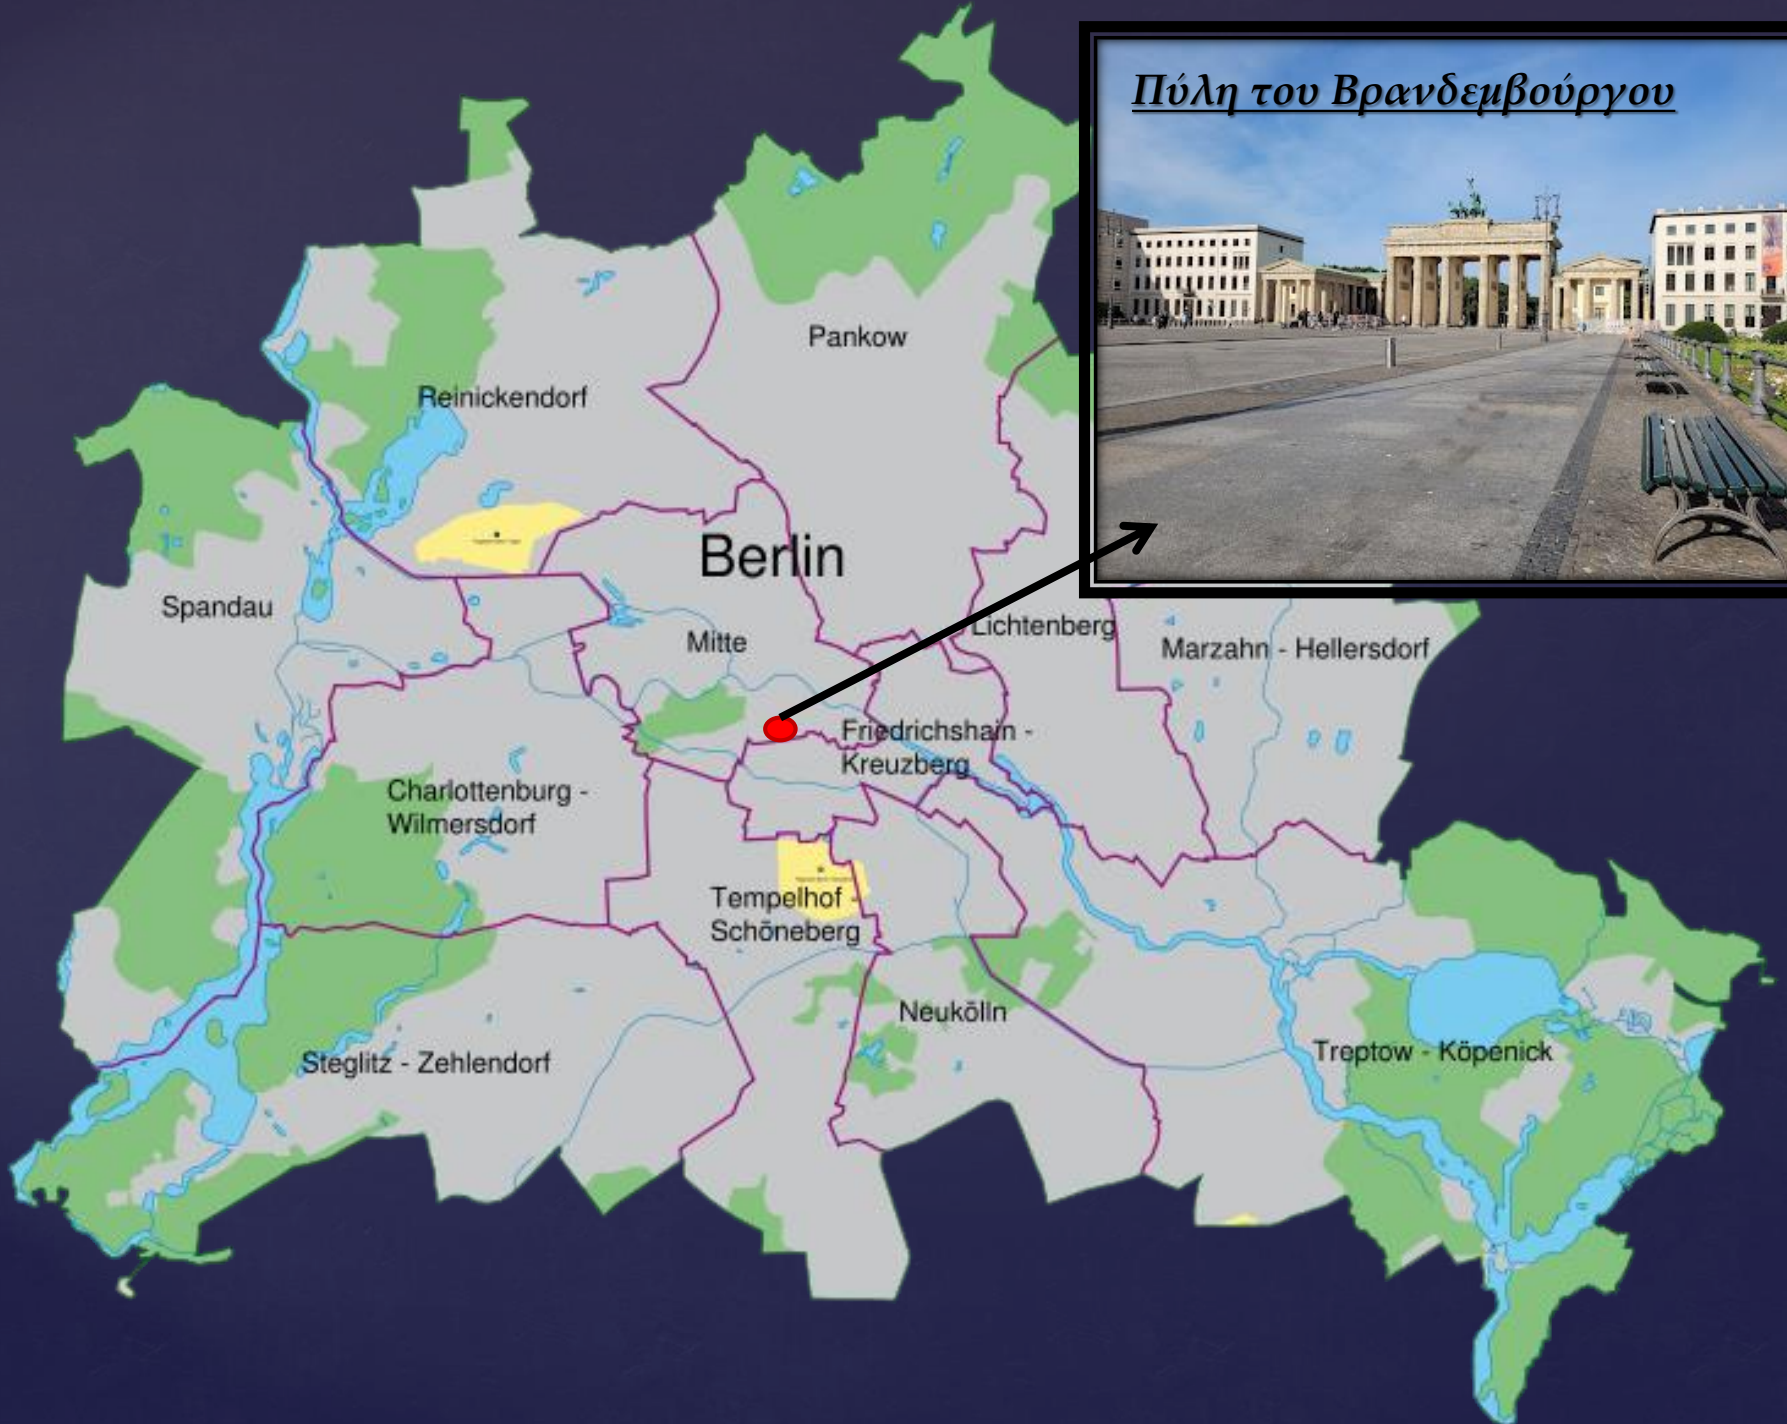 Πύλη του Βρανδεμβούργου
Pankow
Reinickendorf
Berlin
Spandau
Mitte
Lichtenberg
Marzahn - Hellersdorf
Friedrichshain -
Kreuzberg
Charlottenburg -
Wilmersdorf
Tempelhof -
Schöneberg
Neukölln
Steglitz - Zehlendorf
Treptow - Köpenick